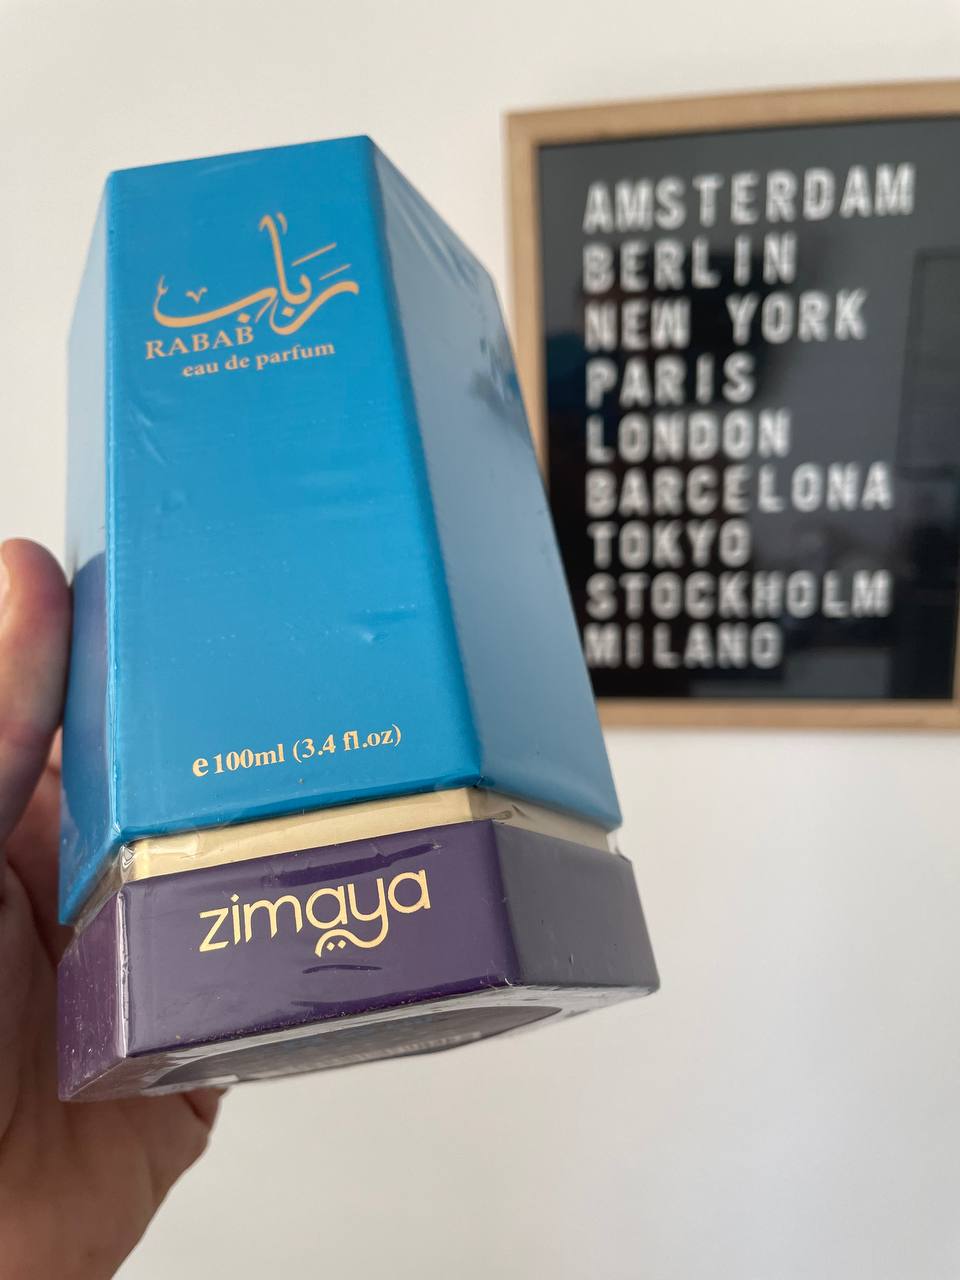 رباب
RABAB
eau de parfum
e 100ml (3.4 fl.oz)
zimaya
AMSTERDAM
BERLIN
NEW YORK
PARIS
LONDON
BARCELONA
TOKYO
STOCKHOLM
MILANO